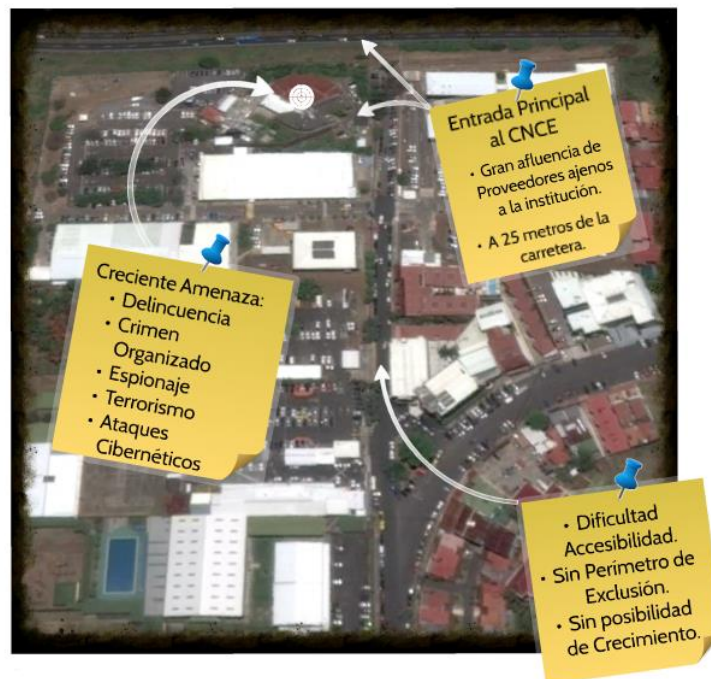 Entrada Principal
al CNCE
• Gran afluencia de
Proveedores ajenos
a la institución.
• A 25 metros de la
carretera.
Creciente Amenaza:
• Delincuencia
• Crimen
Organizado
• Espionaje
• Terrorismo
• Ataques
Cibernéticos
• Dificultad
Accesibilidad.
• Sin Perímetro de
Exclusión.
• Sin posibilidad
de Crecimiento.